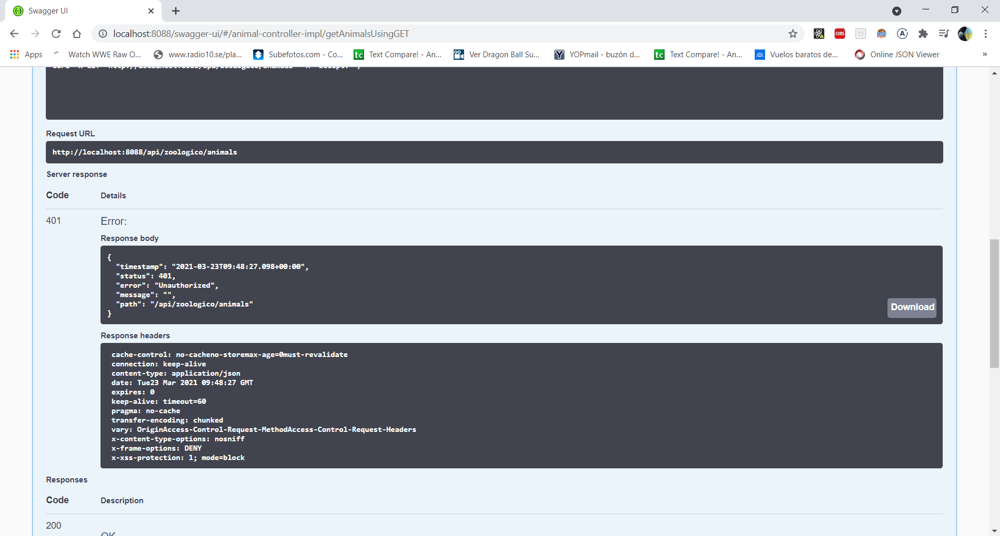 Swagger UI
localhost:8088/swagger-ui/#/animal-controller-impl/getAnimalsUsingGET
CORS
Apps
Watch WWE Raw O...
www.radio10.se/pla...
Subefotos.com - Co...
tc
Text Compare! - An...
Ver Dragon Ball Su...
Y
YOPmail - buzón d...
tc
Text Compare! - An...
Vuelos baratos de...
Online JSON Viewer
»
Request URL
http://localhost:8088/api/zoologico/animals
Server response
Code Details
401 Error:
Response body
{
"timestamp": "2021-03-23T09:48:27.098+00:00",
"status": 401,
"error": "Unauthorized",
"message": "",
"path": "/api/zoologico/animals"
}
Download
Response headers
cache-control: no-cacheno-storemax-age=0must-revalidate
connection: keep-alive
content-type: application/json
date: Tue23 Mar 2021 09:48:27 GMT
expires: 0
keep-alive: timeout=60
pragma: no-cache
transfer-encoding: chunked
vary: OriginAccess-Control-Request-MethodAccess-Control-Request-Headers
x-content-type-options: nosniff
x-frame-options: DENY
x-xss-protection: 1; mode=block
Responses
Code Description
200
OK